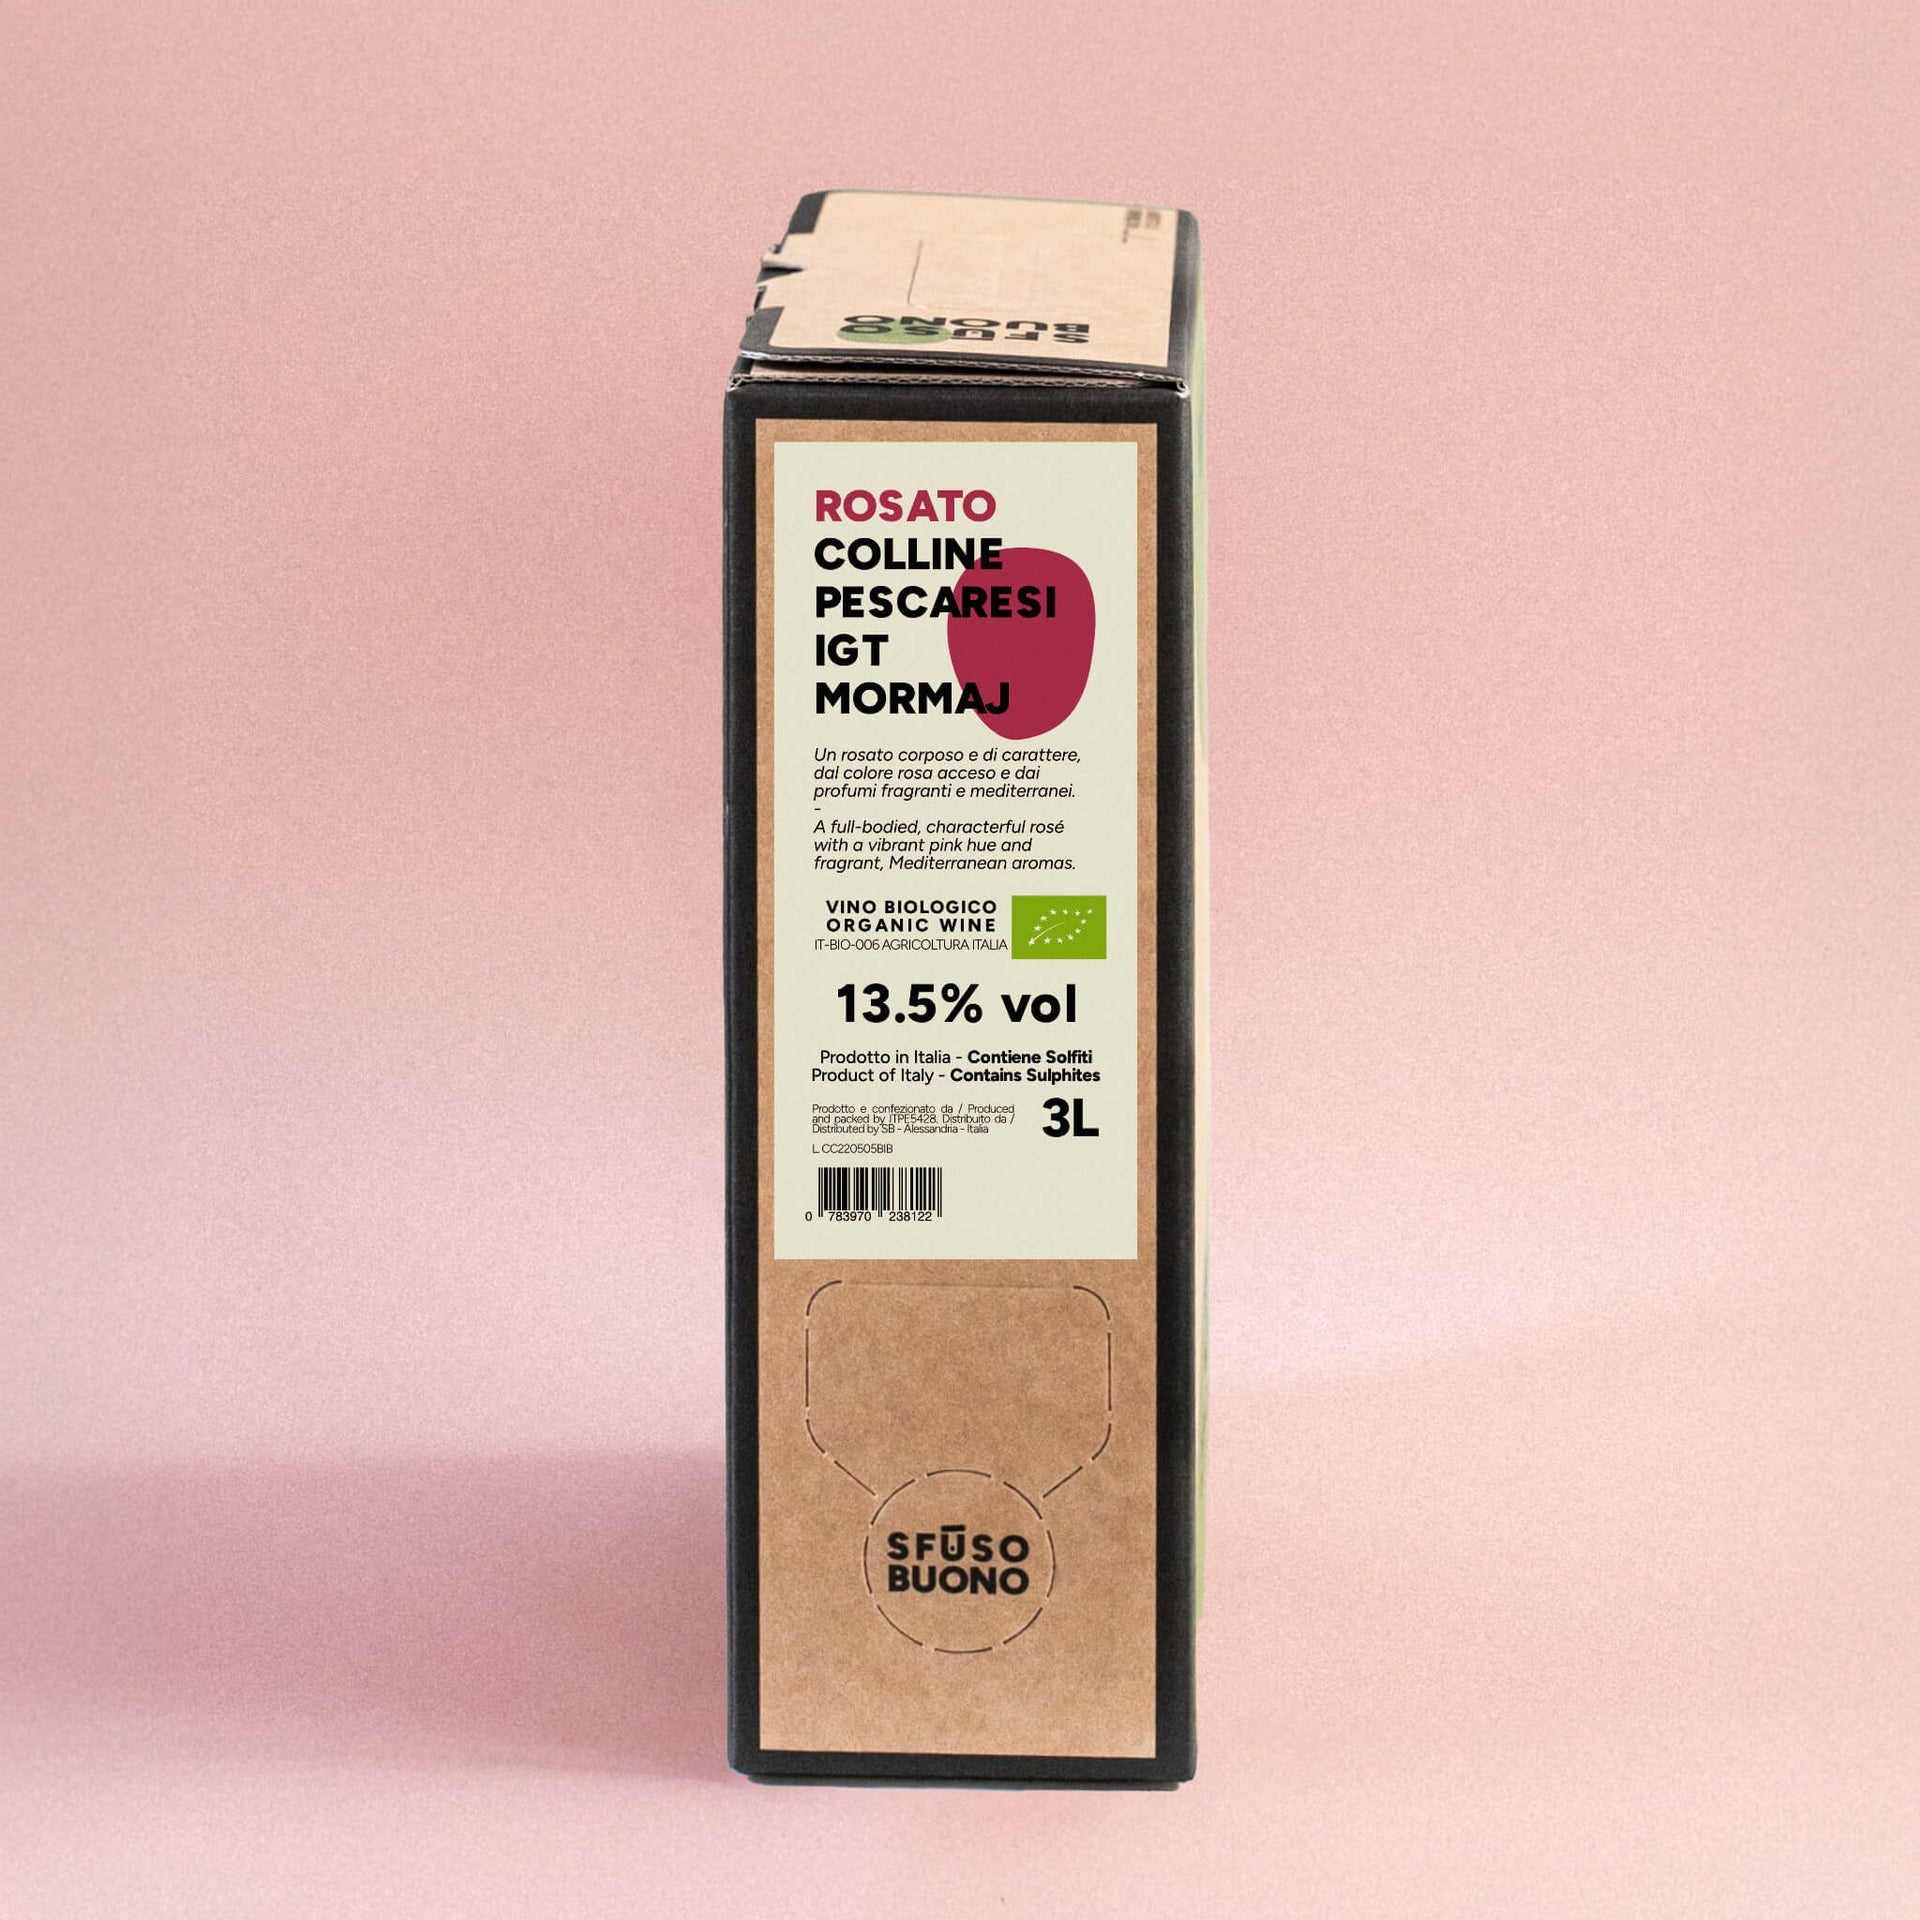 SFUSO
BUONO
ROSATO
COLLINE
PESCARESI
IGT
MORMAJ
Un rosato corposo e di carattere,
dal colore rosa acceso e dai
profumi fragranti e mediterranei.
-
A full-bodied, characterful rosé
with a vibrant pink hue and
fragrant, Mediterranean aromas.
VINO BIOLOGICO
ORGANIC WINE
IT-BIO-006 AGRICOLTURA ITALIA
13.5% vol
Prodotto in Italia - Contiene Solfiti
Product of Italy - Contains Sulphites
Prodotto e confezionato da / Produced
and packed by ITPE5428. Distribuito da /
Distributed by SB - Alessandria - Italia
3L
L. CC220505BIB
0 783970 238122
SFŪSO
BUONO